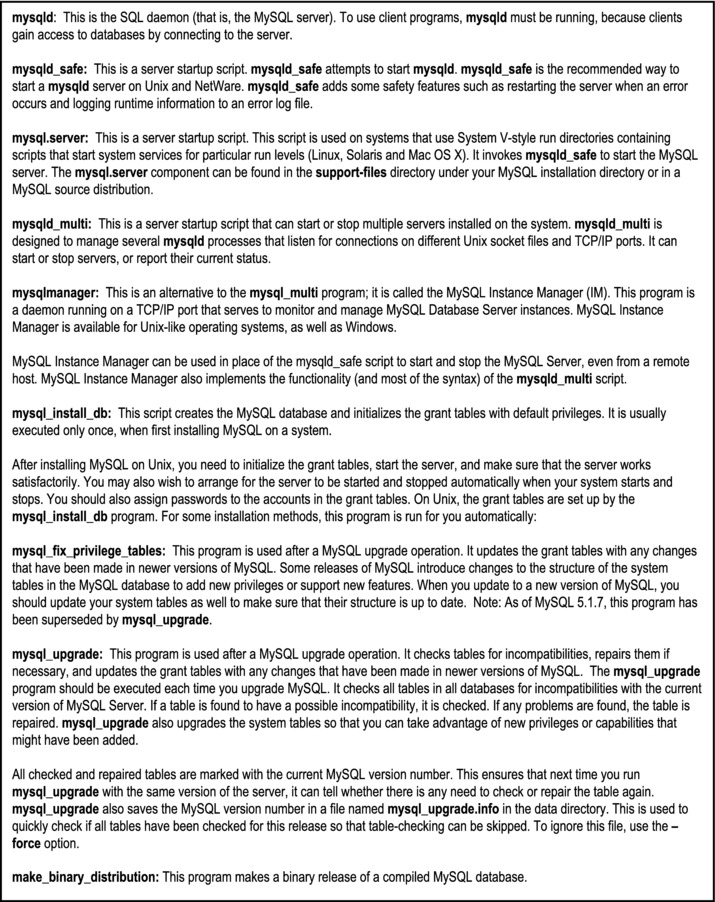 mysqld: This is the SQL daemon (that is, the MySQL server). To use client programs, mysqld must be running, because clients
gain access to databases by connecting to the server.
mysqld_safe: This is a server startup script. mysqld_safe attempts to start mysqld. mysqld_safe is the recommended way to
start a mysqld server on Unix and NetWare. mysqld_safe adds some safety features such as restarting the server when an error
occurs and logging runtime information to an error log file.
mysql.server: This is a server startup script. This script is used on systems that use System V-style run directories containing
scripts that start system services for particular run levels (Linux, Solaris and Mac OS X). It invokes mysqld_safe to start the MySQL
server. The mysql.server component can be found in the support-files directory under your MySQL installation directory or in a
MySQL source distribution.
mysqld_multi: This is a server startup script that can start or stop multiple servers installed on the system. mysqld_multi is
designed to manage several mysqld processes that listen for connections on different Unix socket files and TCP/IP ports. It can
start or stop servers, or report their current status.
mysqlmanager: This is an alternative to the mysql_multi program; it is called the MySQL Instance Manager (IM). This program is
a daemon running on a TCP/IP port that serves to monitor and manage MySQL Database Server instances. MySQL Instance
Manager is available for Unix-like operating systems, as well as Windows.
MySQL Instance Manager can be used in place of the mysqld_safe script to start and stop the MySQL Server, even from a remote
host. MySQL Instance Manager also implements the functionality (and most of the syntax) of the mysqld_multi script.
mysql_install_db: This script creates the MySQL database and initializes the grant tables with default privileges. It is usually
executed only once, when first installing MySQL on a system.
After installing MySQL on Unix, you need to initialize the grant tables, start the server, and make sure that the server works
satisfactorily. You may also wish to arrange for the server to be started and stopped automatically when your system starts and
stops. You should also assign passwords to the accounts in the grant tables. On Unix, the grant tables are set up by the
mysql_install_db program. For some installation methods, this program is run for you automatically:
mysql_fix_privilege_tables: This program is used after a MySQL upgrade operation. It updates the grant tables with any changes
that have been made in newer versions of MySQL. Some releases of MySQL introduce changes to the structure of the system
tables in the MySQL database to add new privileges or support new features. When you update to a new version of MySQL, you
should update your system tables as well to make sure that their structure is up to date. Note: As of MySQL 5.1.7, this program has
been superseded by mysql_upgrade.
mysql_upgrade: This program is used after a MySQL upgrade operation. It checks tables for incompatibilities, repairs them if
necessary, and updates the grant tables with any changes that have been made in newer versions of MySQL. The mysql_upgrade
program should be executed each time you upgrade MySQL. It checks all tables in all databases for incompatibilities with the current
version of MySQL Server. If a table is found to have a possible incompatibility, it is checked. If any problems are found, the table is
repaired. mysql_upgrade also upgrades the system tables so that you can take advantage of new privileges or capabilities that
might have been added.
All checked and repaired tables are marked with the current MySQL version number. This ensures that next time you run
mysql_upgrade with the same version of the server, it can tell whether there is any need to check or repair the table again.
mysql_upgrade also saves the MySQL version number in a file named mysql_upgrade.info in the data directory. This is used to
quickly check if all tables have been checked for this release so that table-checking can be skipped. To ignore this file, use the –
force option.
make_binary_distribution: This program makes a binary release of a compiled MySQL database.